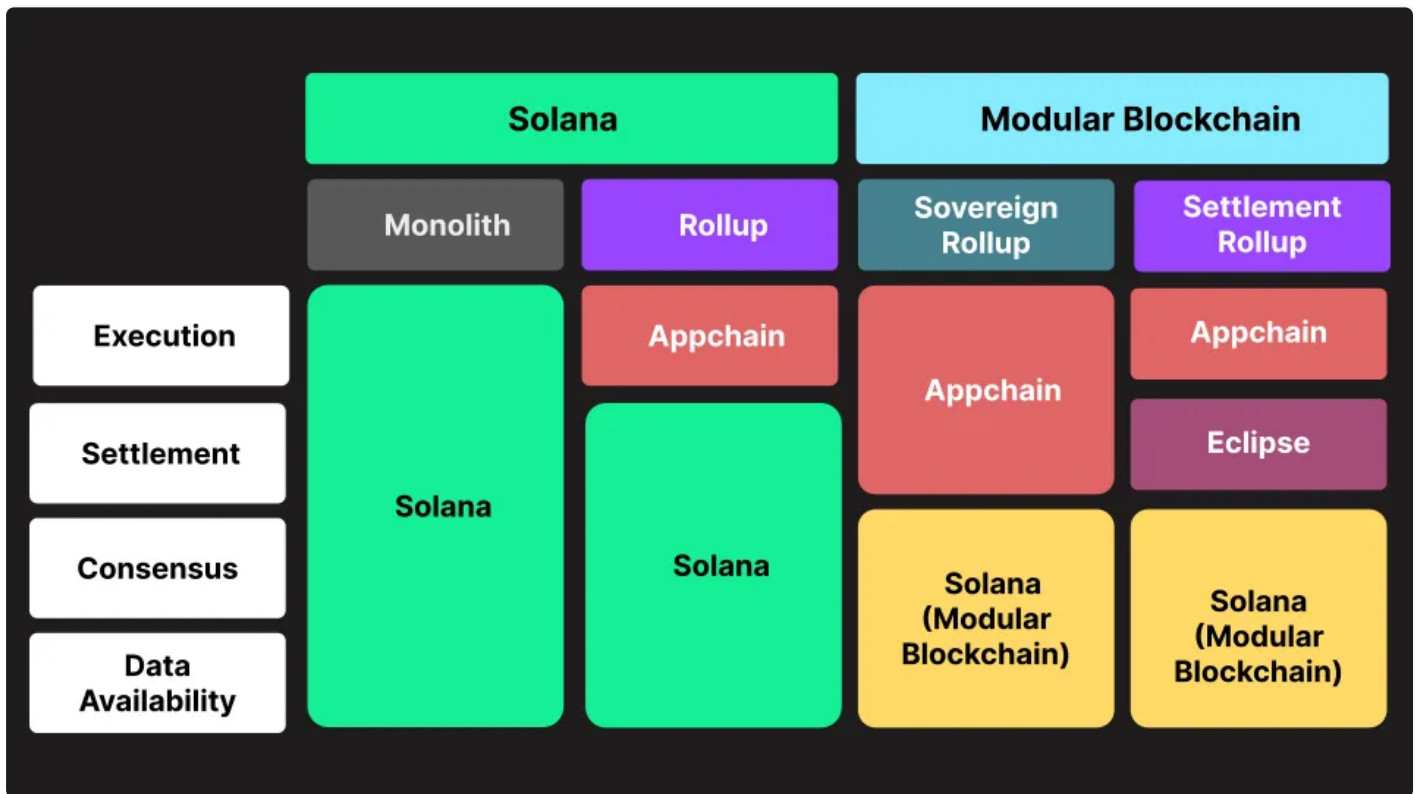 Solana
Modular Blockchain
Monolith
Rollup
Sovereign
Rollup
Settlement
Rollup
Execution
Appchain
Appchain
Appchain
Settlement
Eclipse
Solana
Solana
Consensus
Solana
(Modular
Blockchain)
Solana
(Modular
Blockchain)
Data
Availability